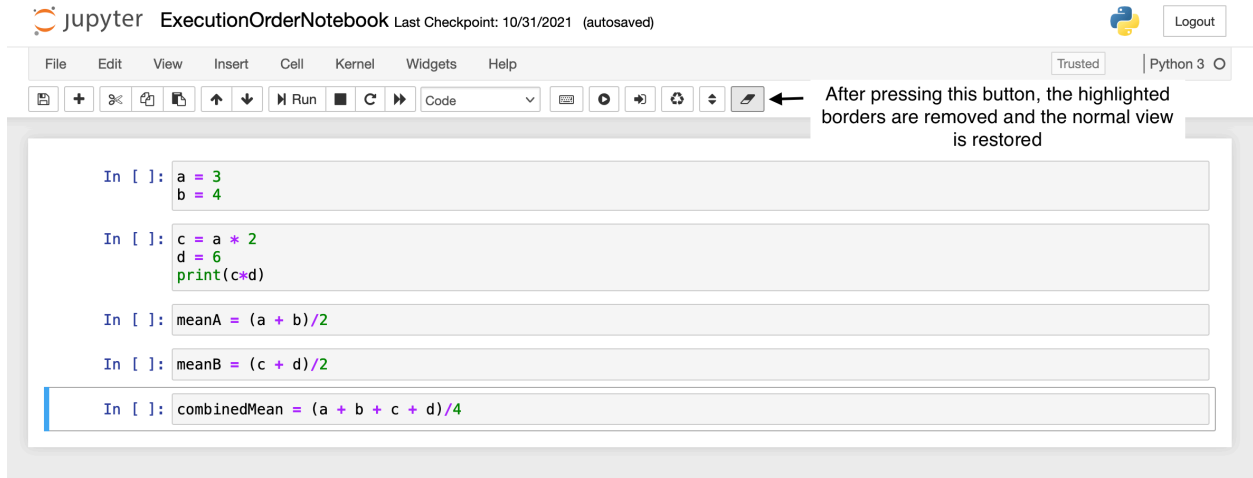 jupyter ExecutionOrderNotebook Last Checkpoint: 10/31/2021 (autosaved)
Logout
File Edit View Insert Cell Kernel Widgets Help
Trusted
Python 3
Run
Code
After pressing this button, the highlighted
borders are removed and the normal view
is restored
In [ ]: a = 3
b = 4
In [ ]: c = a * 2
d = 6
print(c*d)
In [ ]: meanA = (a + b)/2
In [ ]: meanB = (c + d)/2
In [ ]: combinedMean = (a + b + c + d)/4